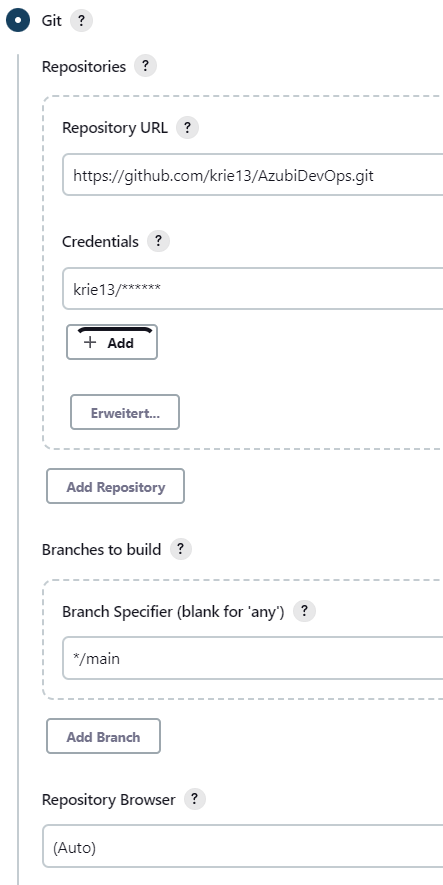 Git ?
Repositories ?
Repository URL ?
https://github.com/krie13/AzubiDevOps.git
Credentials ?
krie13/******
+ Add
Erweitert...
Add Repository
Branches to build ?
Branch Specifier (blank for 'any') ?
*/main
Add Branch
Repository Browser ?
(Auto)